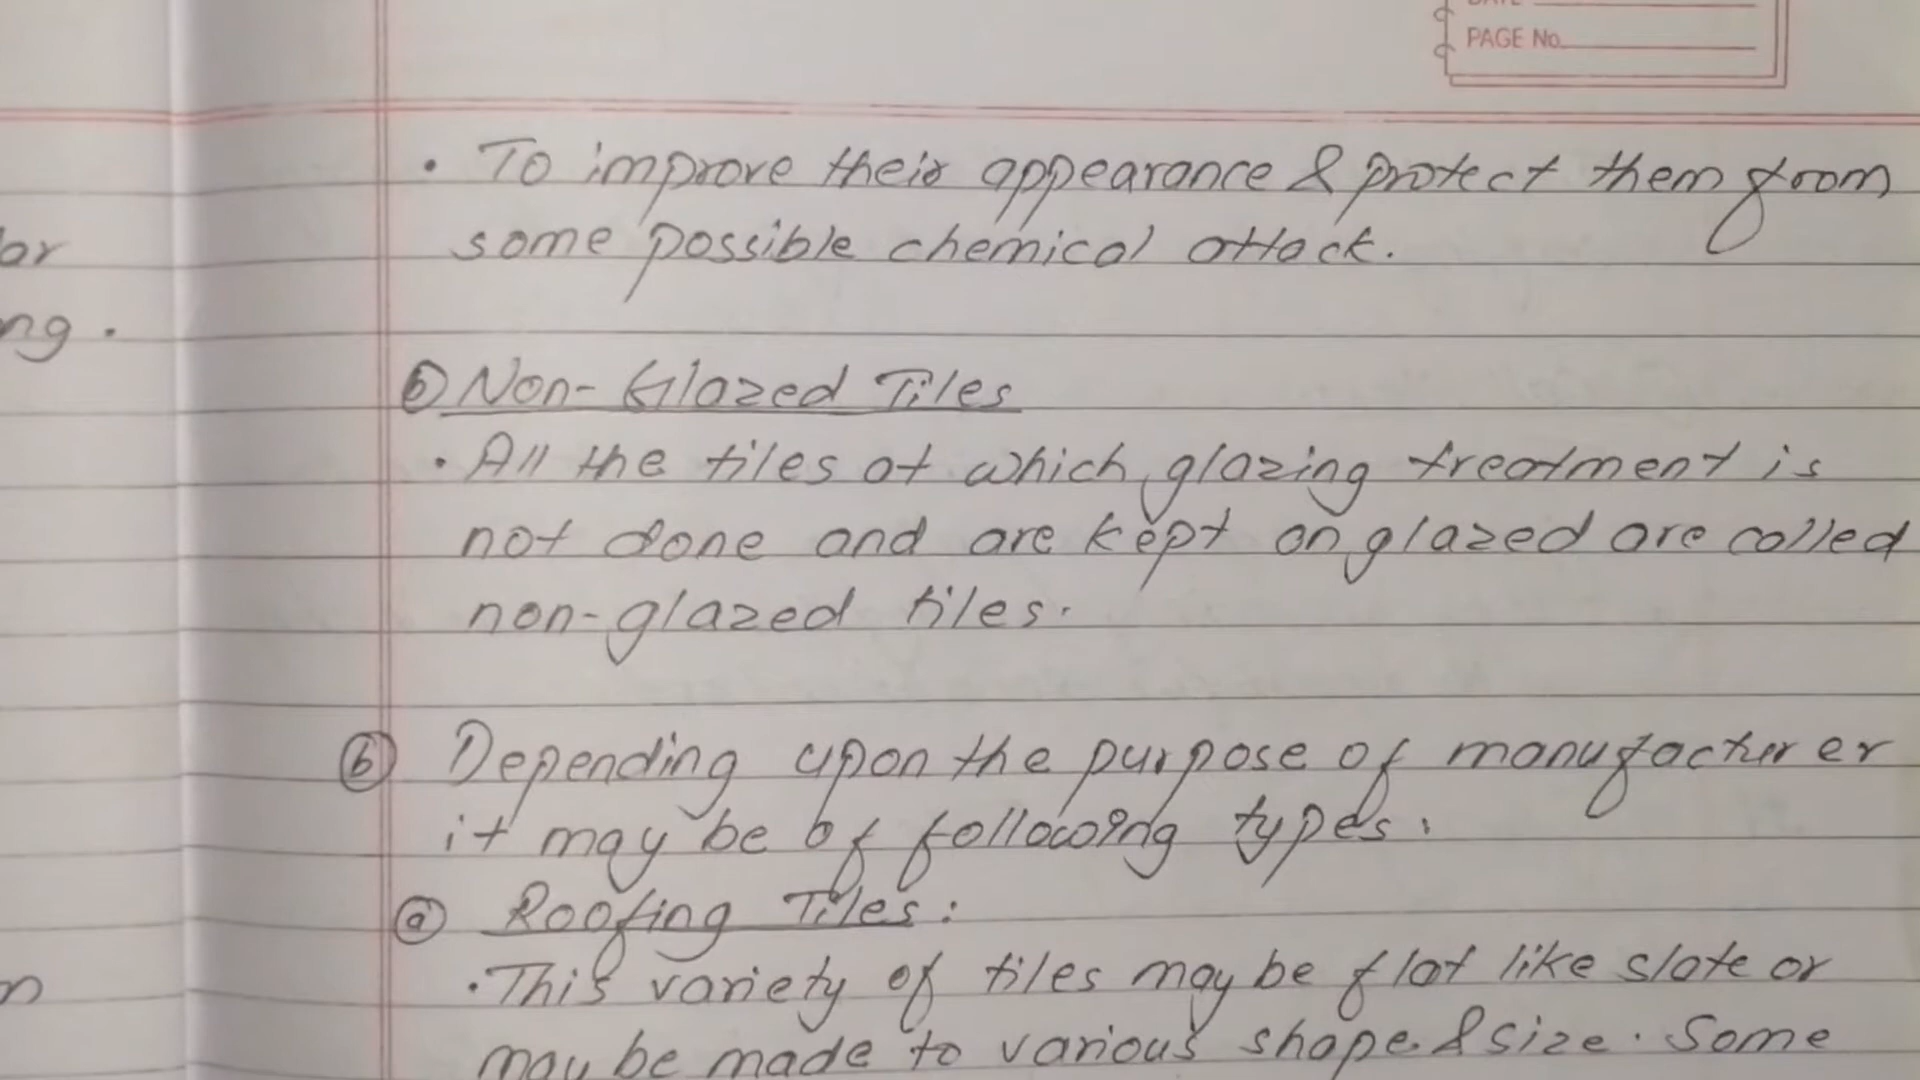 PAGE No.
• To improve their appearance & protect them from
some possible chemical attack.
or
ng.
b Non-Glazed Tiles
• All the tiles at which glazing treatment is
not done and are kept onglazed are called
non-glazed tiles.
b Depending upon the purpose of manufacturer
it may be of following types.
a Roofing Tiles:
• This variety of tiles may be flat like slate or
n
may be made to various shape & size. Some